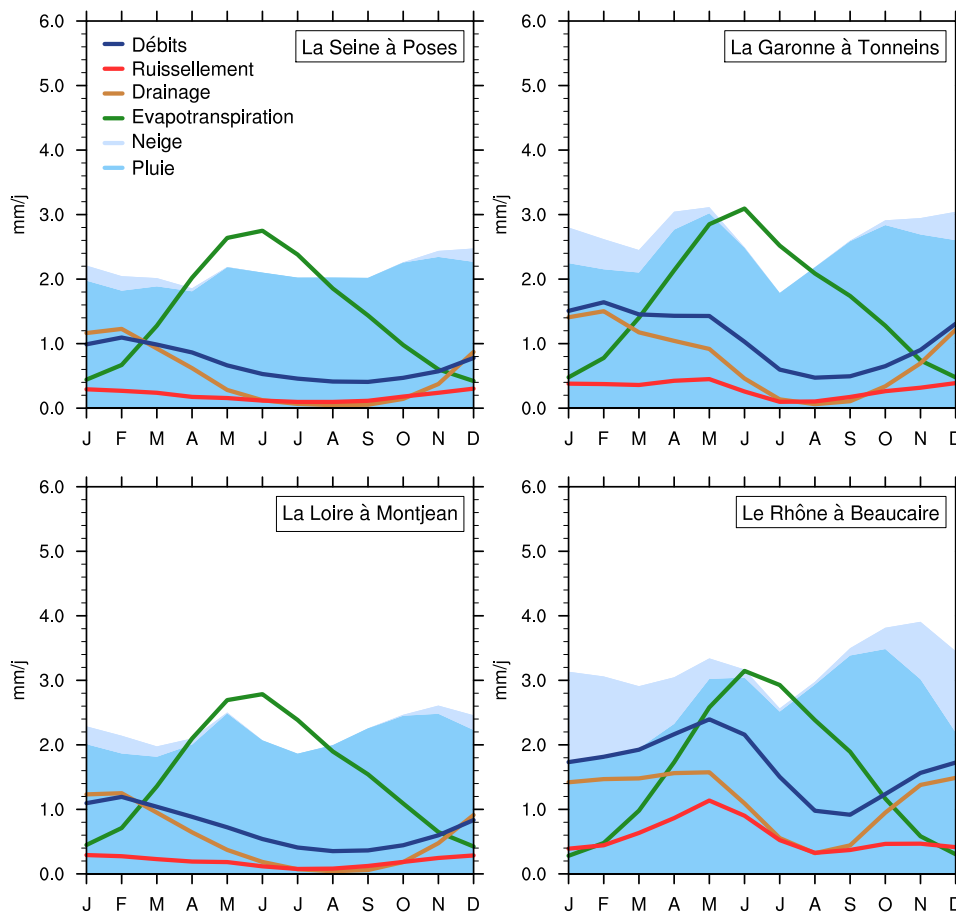 6.0
5.0
4.0
3.0
2.0
1.0
0.0
mm/j
La Seine à Poses
Débits
Ruissellement
Drainage
Evapotranspiration
Neige
Pluie
J F M A M J J A S O N D
6.0
5.0
4.0
3.0
2.0
1.0
0.0
mm/j
La Garonne à Tonneins
J F M A M J J A S O N D
6.0
5.0
4.0
3.0
2.0
1.0
0.0
mm/j
La Loire à Montjean
J F M A M J J A S O N D
6.0
5.0
4.0
3.0
2.0
1.0
0.0
mm/j
Le Rhône à Beaucaire
J F M A M J J A S O N D